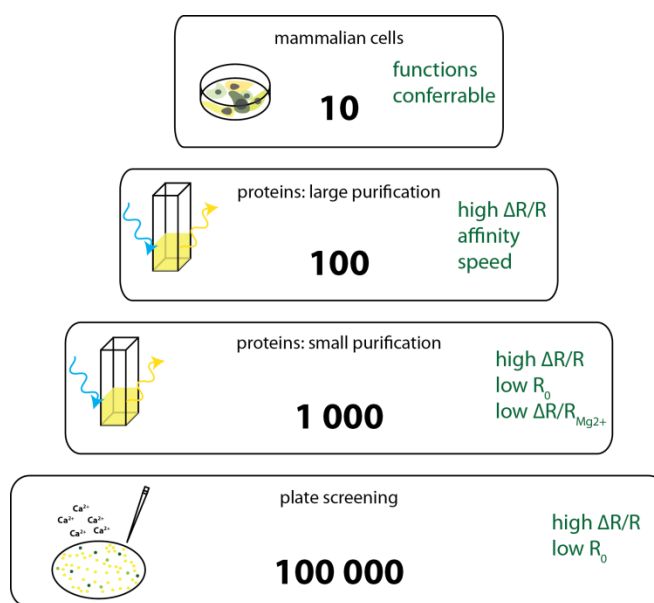 mammalian cells
10
functions
conferrable
proteins: large purification
100
high ΔR/R
affinity
speed
proteins: small purification
1 000
high ΔR/R
low R₀
low ΔR/R Mg2+
plate screening
Ca²⁺
Ca²⁺
Ca²⁺
Ca²⁺
Ca²⁺
100 000
high ΔR/R
low R₀